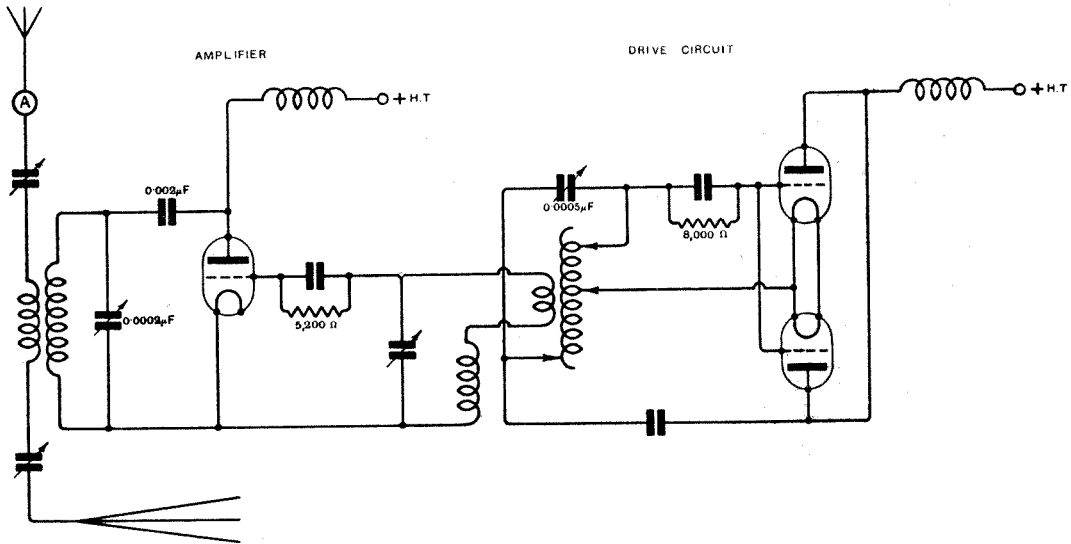 AMPLIFIER
DRIVE CIRCUIT
+ H.T
+ H.T
A
0·002μF
0·0005μF
8,000 Ω
0·0002μF
5,200 Ω